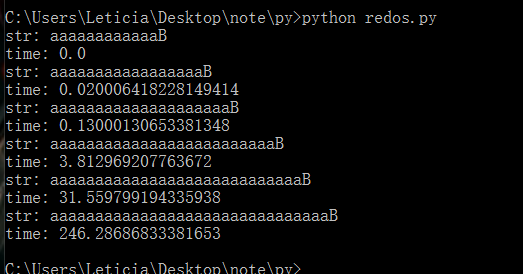 C:\Users\Leticia\Desktop\note\py>python redos.py
str: aaaaaaaaaaaaB
time: 0.0
str: aaaaaaaaaaaaaaaaaB
time: 0.020006418228149414
str: aaaaaaaaaaaaaaaaaaaaB
time: 0.13000130653381348
str: aaaaaaaaaaaaaaaaaaaaaaaaaB
time: 3.812969207763672
str: aaaaaaaaaaaaaaaaaaaaaaaaaaaaB
time: 31.559799194335938
str: aaaaaaaaaaaaaaaaaaaaaaaaaaaaaaaB
time: 246.28686833381653
C:\Users\Leticia\Desktop\note\py>